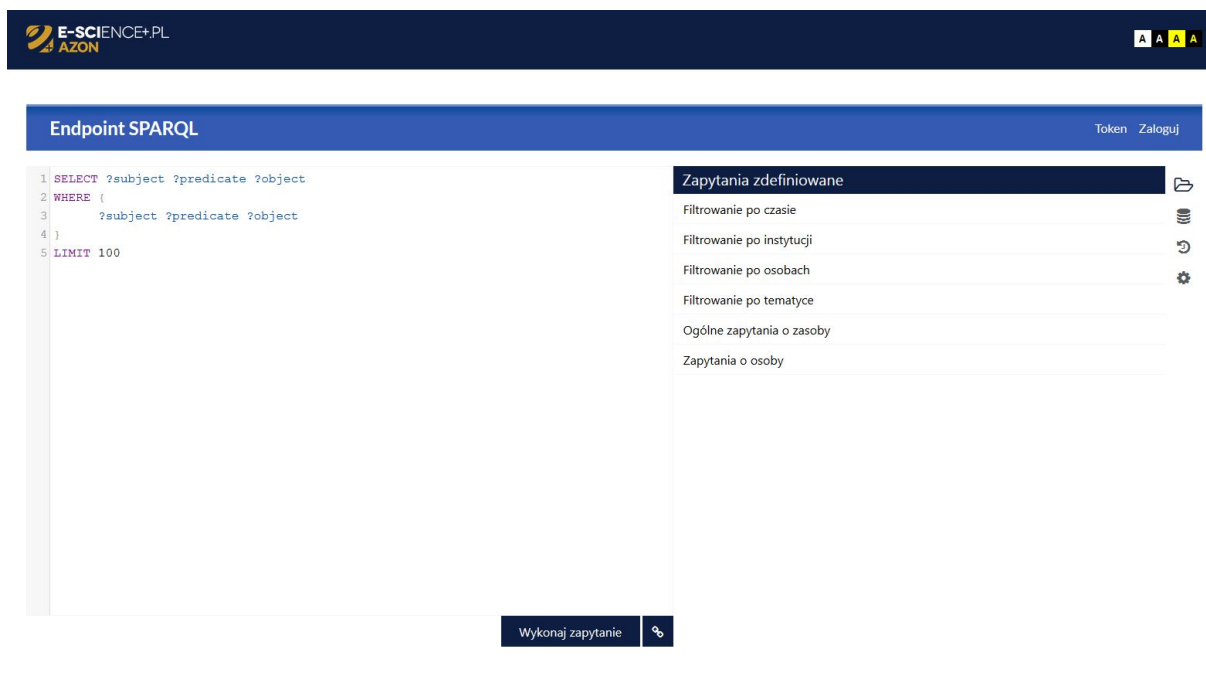 E-SCIENCE+.PL
AZON
A A A A
Endpoint SPARQL
Token Zaloguj
1 SELECT ?subject ?predicate ?object
2 WHERE {
3 ?subject ?predicate ?object
4 }
5 LIMIT 100
Zapytania zdefiniowane
Filtrowanie po czasie
Filtrowanie po instytucji
Filtrowanie po osobach
Filtrowanie po tematyce
Ogólne zapytania o zasoby
Zapytania o osoby
Wykonaj zapytanie